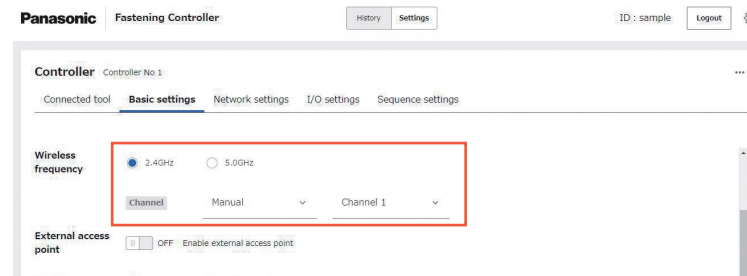 Panasonic Fastening Controller History Settings ID : sample Logout
Controller Controller No 1 ...
Connected tool Basic settings Network settings I/O settings Sequence settings
Wireless
frequency
2.4GHz 5.0GHz
Channel Manual Channel 1
External access
point
OFF Enable external access point